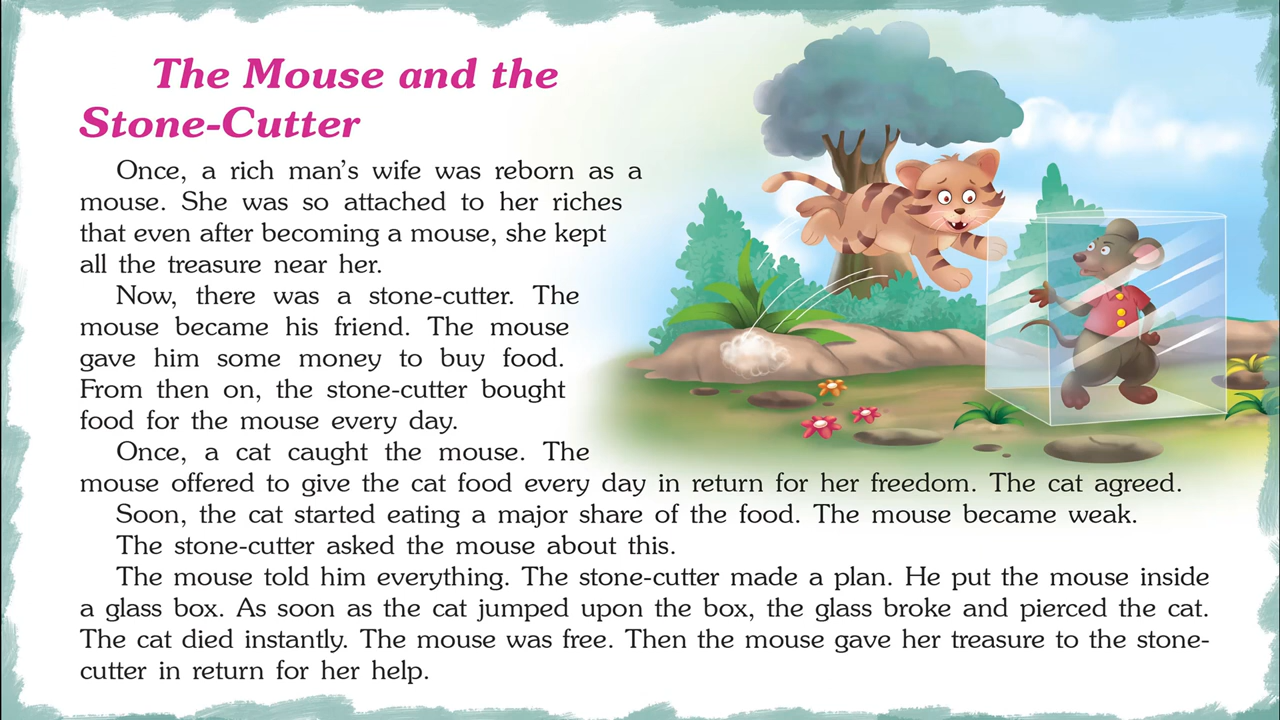 The Mouse and the
Stone-Cutter
Once, a rich man’s wife was reborn as a
mouse. She was so attached to her riches
that even after becoming a mouse, she kept
all the treasure near her.
Now, there was a stone-cutter. The
mouse became his friend. The mouse
gave him some money to buy food.
From then on, the stone-cutter bought
food for the mouse every day.
Once, a cat caught the mouse. The
mouse offered to give the cat food every day in return for her freedom. The cat agreed.
Soon, the cat started eating a major share of the food. The mouse became weak.
The stone-cutter asked the mouse about this.
The mouse told him everything. The stone-cutter made a plan. He put the mouse inside
a glass box. As soon as the cat jumped upon the box, the glass broke and pierced the cat.
The cat died instantly. The mouse was free. Then the mouse gave her treasure to the stone-
cutter in return for her help.